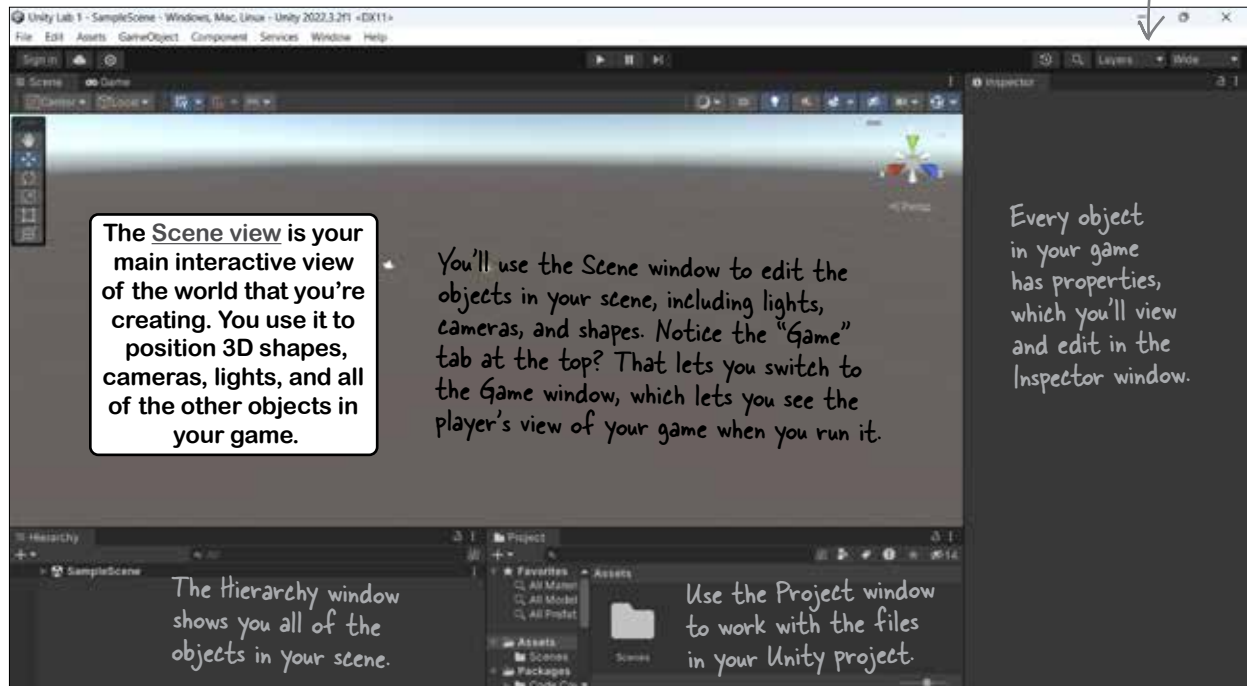 Unity Lab 1 - SampleScene - Windows, Mac, Linux - Unity 2022.3.2f1 <DX11>
File Edit Assets GameObject Component Services Window Help
Sign in
Layers Wide
Scene Game
Inspector
Center Local
Persp
The Scene view is your
main interactive view
of the world that you're
creating. You use it to
position 3D shapes,
cameras, lights, and all
of the other objects in
your game.
You'll use the Scene window to edit the
objects in your scene, including lights,
cameras, and shapes. Notice the “Game”
tab at the top? That lets you switch to
the Game window, which lets you see the
player's view of your game when you run it.
Every object
in your game
has properties,
which you'll view
and edit in the
Inspector window.
Hierarchy
All
SampleScene
The Hierarchy window
shows you all of the
objects in your scene.
Project
14
Favorites
All Model
All Prefab
Assets
Scenes
Packages
Assets
Scenes
Use the Project window
to work with the files
in your Unity project.